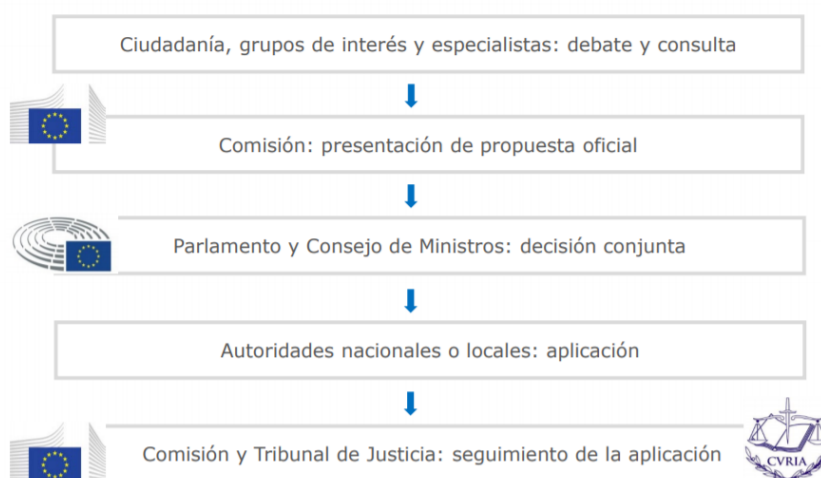 Ciudadanía, grupos de interés y especialistas: debate y consulta
Comisión: presentación de propuesta oficial
Parlamento y Consejo de Ministros: decisión conjunta
Autoridades nacionales o locales: aplicación
Comisión y Tribunal de Justicia: seguimiento de la aplicación
CVRIA